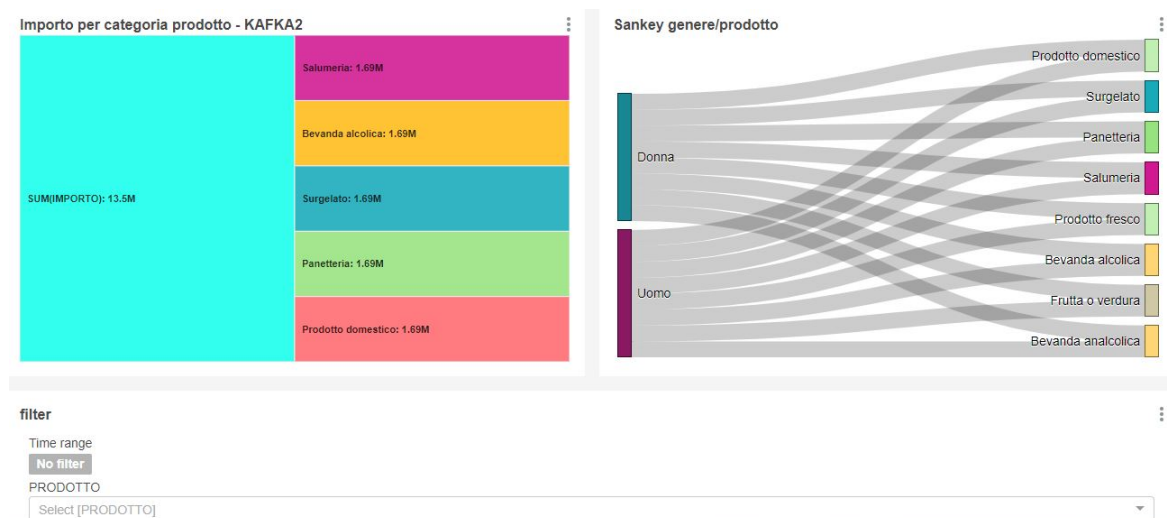 Importo per categoria prodotto - KAFKA2
SUM(IMPORTO): 13.5M
Salumeria: 1.69M
Bevanda alcolica: 1.69M
Surgelato: 1.69M
Panetteria: 1.69M
Prodotto domestico: 1.69M
Sankey genere/prodotto
Donna
Uomo
Prodotto domestico
Surgelato
Panetteria
Salumeria
Prodotto fresco
Bevanda alcolica
Frutta o verdura
Bevanda analcolica
filter
Time range
No filter
PRODOTTO
Select [PRODOTTO]